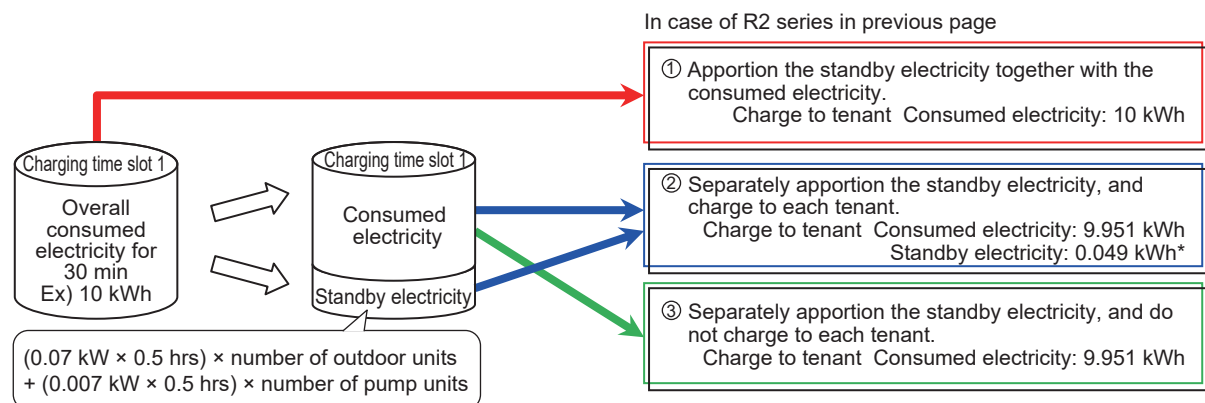 In case of R2 series in previous page
① Apportion the standby electricity together with the
consumed electricity.
Charge to tenant Consumed electricity: 10 kWh
Charging time slot 1
Overall
consumed
electricity for
30 min
Ex) 10 kWh
Charging time slot 1
Consumed
electricity
Standby electricity
② Separately apportion the standby electricity, and
charge to each tenant.
Charge to tenant Consumed electricity: 9.951 kWh
Standby electricity: 0.049 kWh*
③ Separately apportion the standby electricity, and do
not charge to each tenant.
Charge to tenant Consumed electricity: 9.951 kWh
(0.07 kW × 0.5 hrs) × number of outdoor units
+ (0.007 kW × 0.5 hrs) × number of pump units